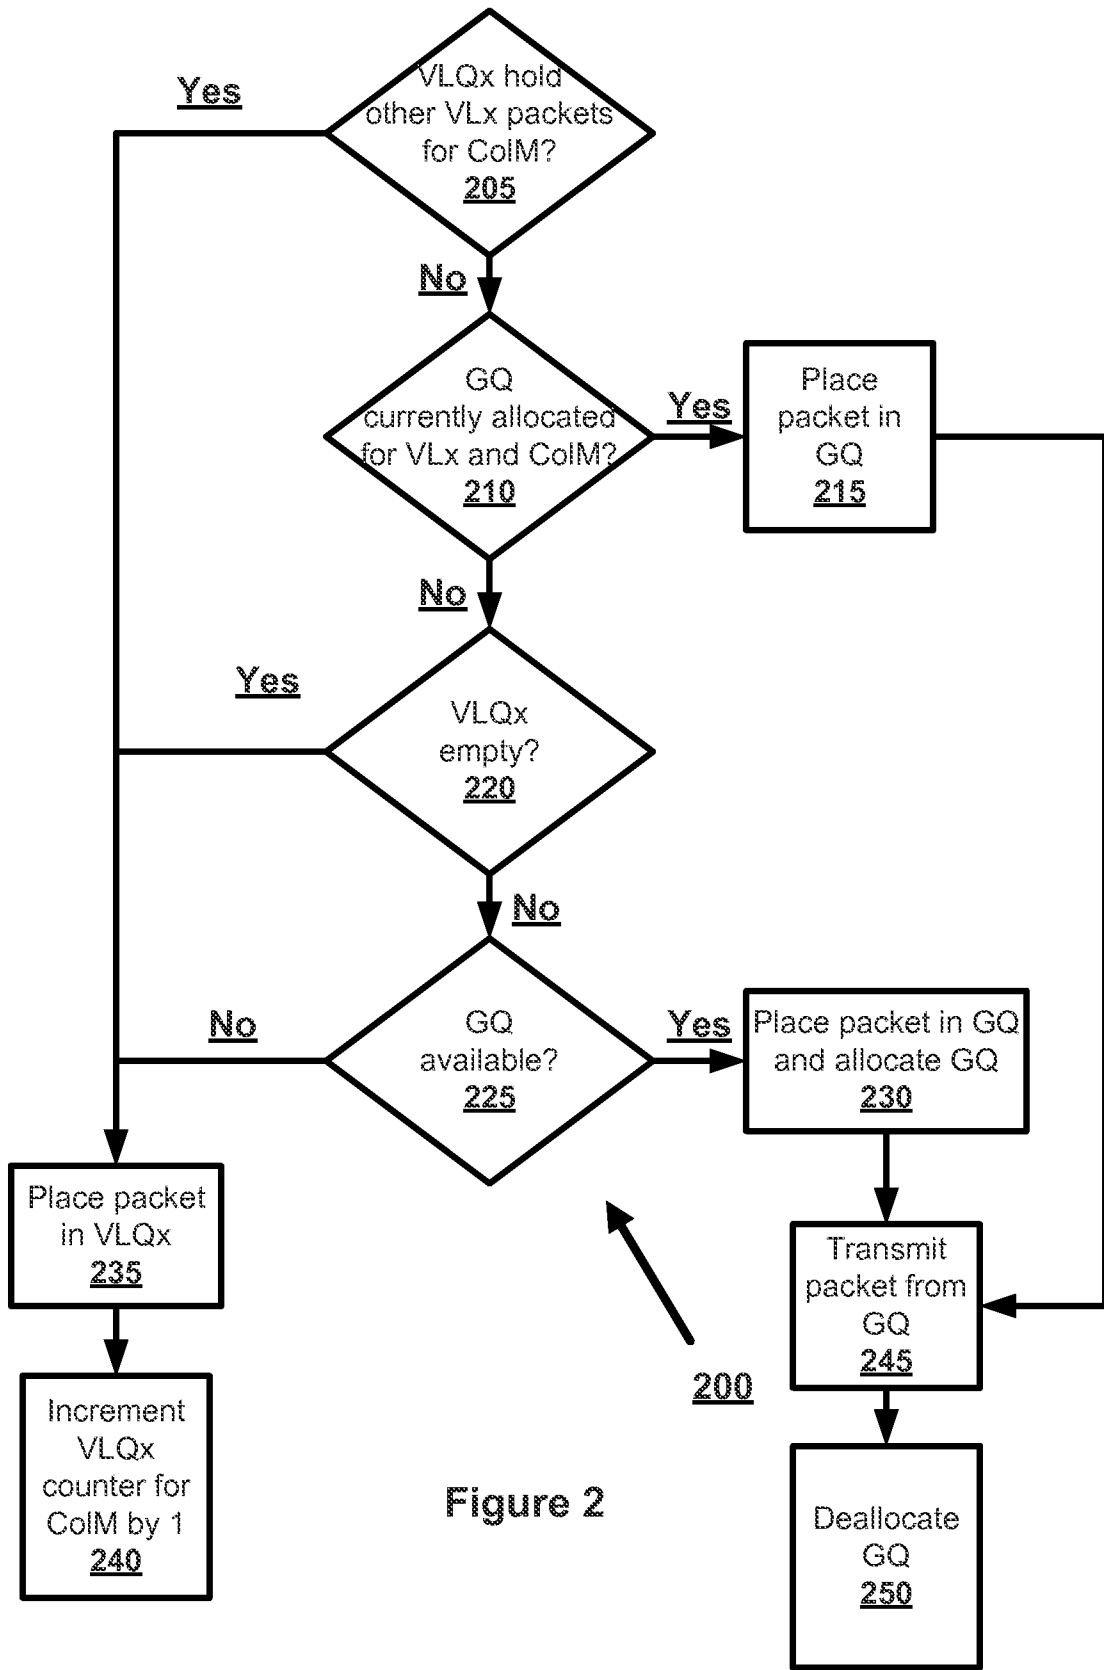 VLQx hold
other VLx packets
for ColM?
205
Yes
No
GQ
currently allocated
for VLx and ColM?
210
Yes
Place
packet in
GQ
215
No
VLQx
empty?
220
Yes
No
GQ
available?
225
No
Yes
Place packet in GQ
and allocate GQ
230
Place packet
in VLQx
235
Transmit
packet from
GQ
245
200
Increment
VLQx
counter for
ColM by 1
240
Deallocate
GQ
250
Figure 2